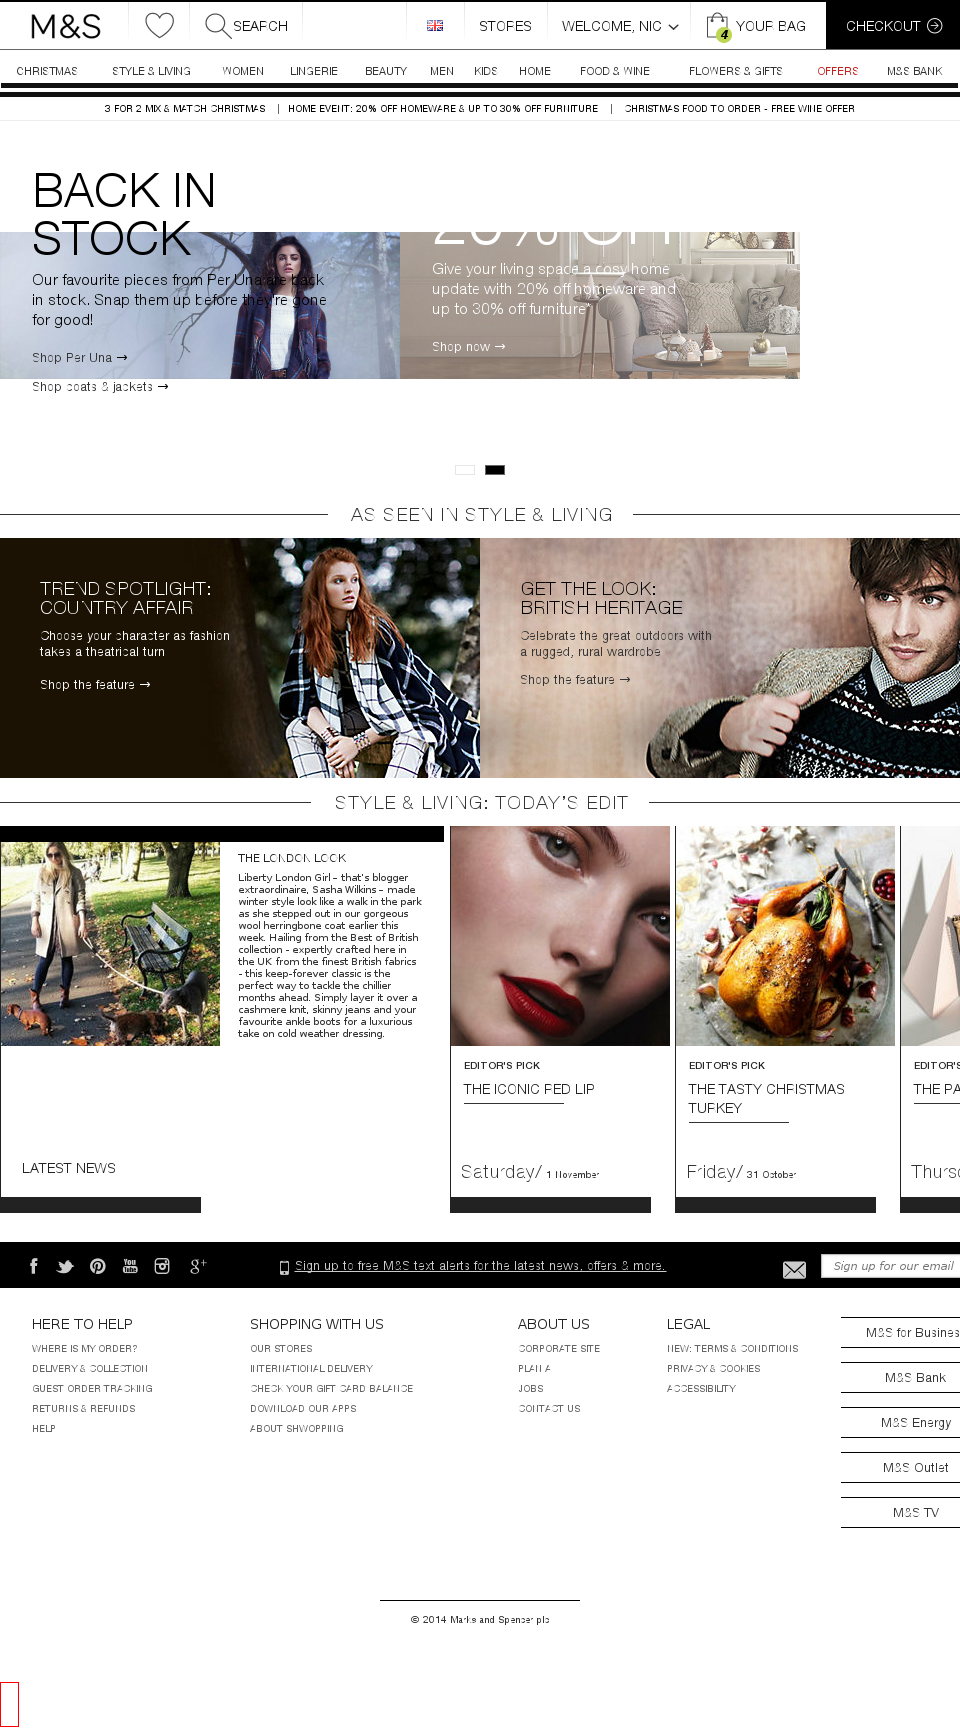 M&S SEARCH STORES WELCOME, NIC 4 YOUR BAG CHECKOUT
CHRISTMAS STYLE & LIVING WOMEN LINGERIE BEAUTY MEN KIDS HOME FOOD & WINE FLOWERS & GIFTS OFFERS M&S BANK
3 FOR 2 MIX & MATCH CHRISTMAS | HOME EVENT: 20% OFF HOMEWARE & UP TO 30% OFF FURNITURE | CHRISTMAS FOOD TO ORDER - FREE WINE OFFER
BACK IN
STOCK
Our favourite pieces from Per Una are back
in stock. Snap them up before they're gone
for good!
Shop Per Una →
Shop coats & jackets →
20% OFF
Give your living space a cosy home
update with 20% off homeware and
up to 30% off furniture*
Shop now →
AS SEEN IN STYLE & LIVING
TREND SPOTLIGHT:
COUNTRY AFFAIR
Choose your character as fashion
takes a theatrical turn
Shop the feature →
GET THE LOOK:
BRITISH HERITAGE
Celebrate the great outdoors with
a rugged, rural wardrobe
Shop the feature →
STYLE & LIVING: TODAY'S EDIT
THE LONDON LOOK
Liberty London Girl – that's blogger
extraordinaire, Sasha Wilkins – made
winter style look like a walk in the park
as she stepped out in our gorgeous
wool herringbone coat earlier this
week. Hailing from the Best of British
collection - expertly crafted here in
the UK from the finest British fabrics
- this keep-forever classic is the
perfect way to tackle the chillier
months ahead. Simply layer it over a
cashmere knit, skinny jeans and your
favourite ankle boots for a luxurious
take on cold weather dressing.
LATEST NEWS
EDITOR'S PICK
THE ICONIC RED LIP
Saturday/ 1 November
EDITOR'S PICK
THE TASTY CHRISTMAS
TURKEY
Friday/ 31 October
EDITOR'S
THE PA
Thurs
You Tube g+ Sign up to free M&S text alerts for the latest news, offers & more. Sign up for our email
HERE TO HELP
WHERE IS MY ORDER?
DELIVERY & COLLECTION
GUEST ORDER TRACKING
RETURNS & REFUNDS
HELP
SHOPPING WITH US
OUR STORES
INTERNATIONAL DELIVERY
CHECK YOUR GIFT CARD BALANCE
DOWNLOAD OUR APPS
ABOUT SHWOPPING
ABOUT US
CORPORATE SITE
PLAN A
JOBS
CONTACT US
LEGAL
NEW: TERMS & CONDITIONS
PRIVACY & COOKIES
ACCESSIBILITY
M&S for Busines
M&S Bank
M&S Energy
M&S Outlet
M&S TV
© 2014 Marks and Spencer plc